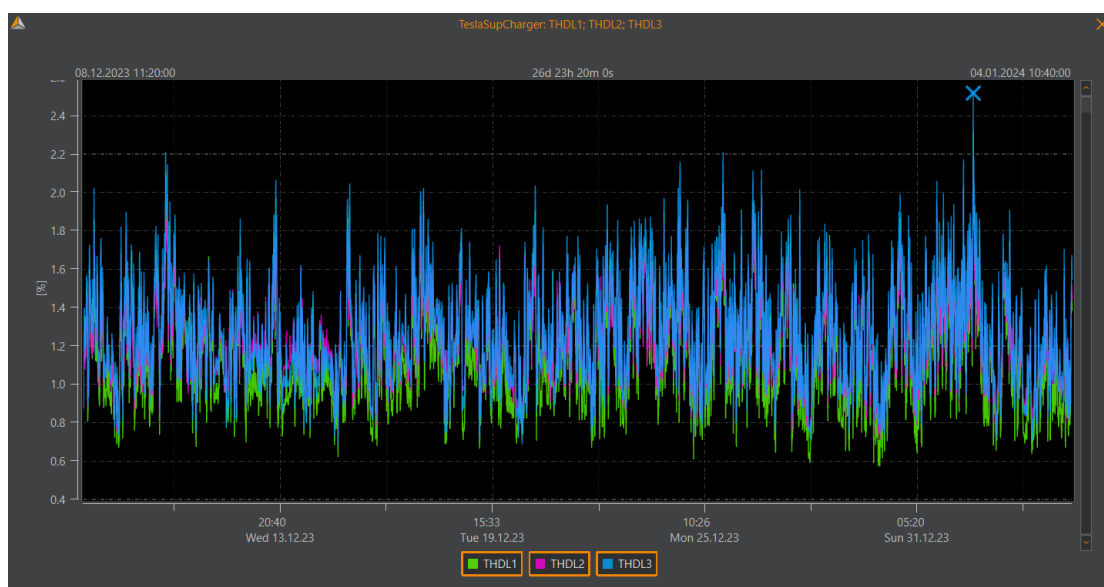 TeslaSupCharger: THDL1; THDL2; THDL3
08.12.2023 11:20:00 26d 23h 20m 0s 04.01.2024 10:40:00
2.4
2.2
2.0
1.8
1.6
[%]
1.4
1.2
1.0
0.8
0.6
0.4
20:40 15:33 10:26 05:20
Wed 13.12.23 Tue 19.12.23 Mon 25.12.23 Sun 31.12.23
THDL1 THDL2 THDL3